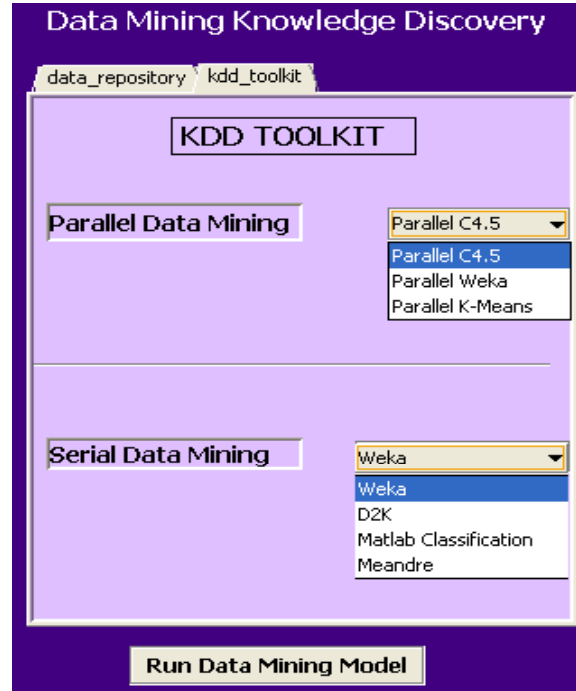 Data Mining Knowledge Discovery
data_repository kdd_toolkit
KDD TOOLKIT
Parallel Data Mining Parallel C4.5
Parallel C4.5
Parallel Weka
Parallel K-Means
Serial Data Mining Weka
Weka
D2K
Matlab Classification
Meandre
Run Data Mining Model